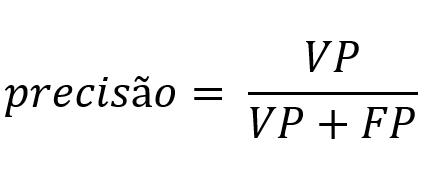 precisão = VP / VP + FP